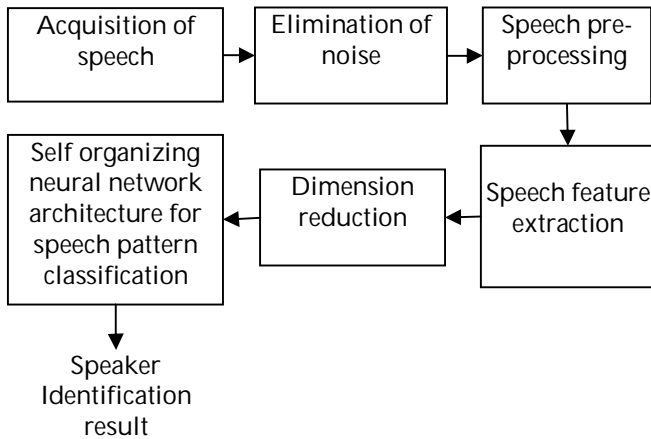 Acquisition of
speech
Elimination of
noise
Speech pre-
processing
Speech feature
extraction
Dimension
reduction
Self organizing
neural network
architecture for
speech pattern
classification
Speaker
Identification
result